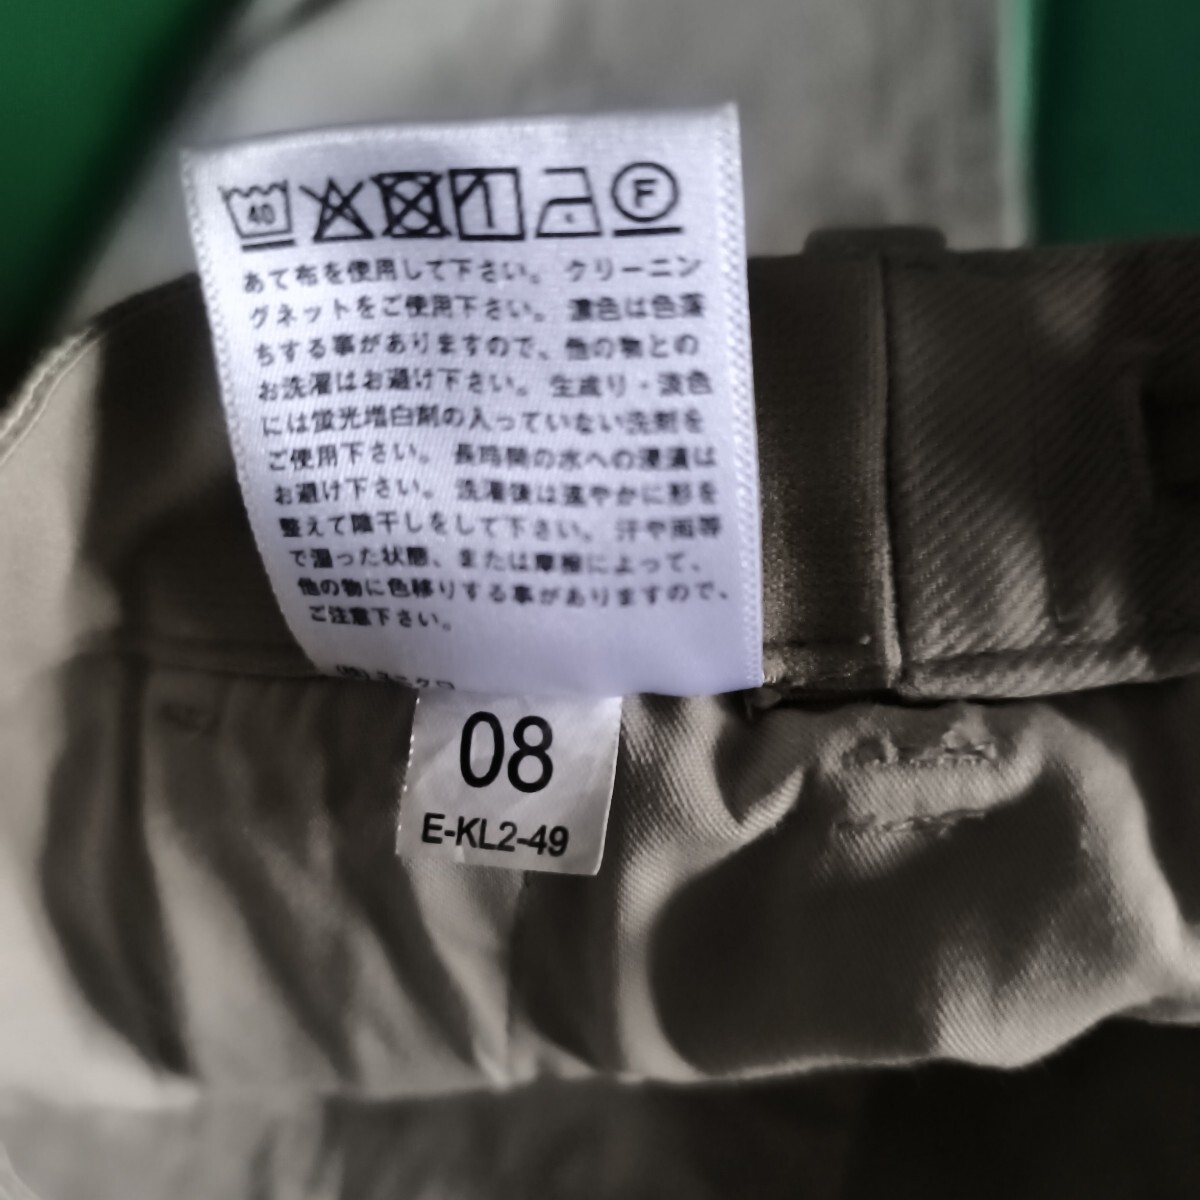 40 F
あて布を使用して下さい。 クリーニン
グネットをご使用下さい。 濃色は色落
ちする事がありますので、他の物との
お洗濯はお避け下さい。 生成り・淡色
には蛍光増白剤の入っていない洗剤を
ご使用下さい。 長時間の水への浸漬は
お避け下さい。 洗濯後は速やかに形を
整えて陰干しをして下さい。 汗や雨等
で湿った状態、または摩擦によって、
他の物に色移りする事がありますので、
ご注意下さい。
(株)ユニクロ
08
E-KL2-49